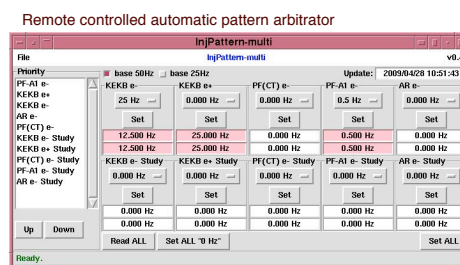 Remote controlled automatic pattern arbitrator
InjPattern-multi
File InjPattern-multi v0.
Priority
base 50Hz base 25Hz Update: 2009/04/28 10:51:43
PF-A1 e-
KEKB e+
KEKB e-
AR e-
PF(CT) e-
KEKB e- Study
KEKB e+ Study
PF(CT) e- Study
PF-A1 e- Study
AR e- Study
Up Down
KEKB e- KEKB e+ PF(CT) e- PF-A1 e- AR e-
25 Hz 0.000 Hz 0.000 Hz 0.5 Hz 0.000 Hz
Set Set Set Set Set
12.500 Hz 25.000 Hz 0.000 Hz 0.500 Hz 0.000 Hz
12.500 Hz 25.000 Hz 0.000 Hz 0.500 Hz 0.000 Hz
KEKB e- Study KEKB e+ Study PF(CT) e- Study PF-A1 e- Study AR e- Study
0.000 Hz 0.000 Hz 0.000 Hz 0.000 Hz 0.000 Hz
Set Set Set Set Set
0.000 Hz 0.000 Hz 0.000 Hz 0.000 Hz 0.000 Hz
0.000 Hz 0.000 Hz 0.000 Hz 0.000 Hz 0.000 Hz
Read ALL Set ALL "0 Hz" Set ALL
Ready.